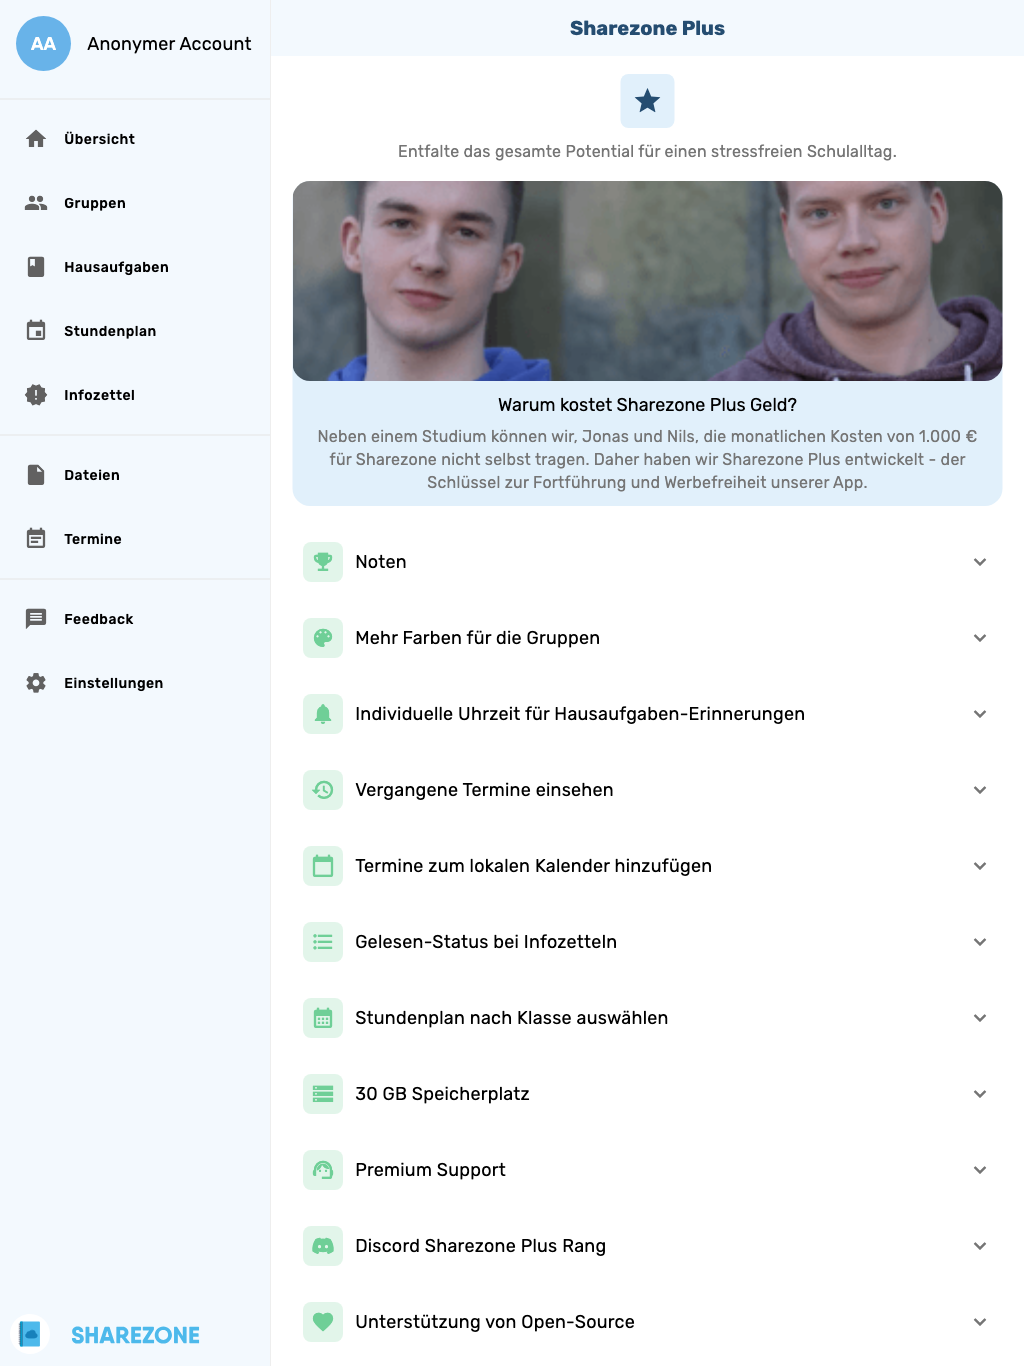 AA
Anonymer Account
Übersicht
Gruppen
Hausaufgaben
Stundenplan
Infozettel
Dateien
Termine
Feedback
Einstellungen
SHAREZONE
Sharezone Plus
Entfalte das gesamte Potential für einen stressfreien Schulalltag.
Warum kostet Sharezone Plus Geld?
Neben einem Studium können wir, Jonas und Nils, die monatlichen Kosten von 1.000 €
für Sharezone nicht selbst tragen. Daher haben wir Sharezone Plus entwickelt - der
Schlüssel zur Fortführung und Werbefreiheit unserer App.
Noten
Mehr Farben für die Gruppen
Individuelle Uhrzeit für Hausaufgaben-Erinnerungen
Vergangene Termine einsehen
Termine zum lokalen Kalender hinzufügen
Gelesen-Status bei Infozetteln
Stundenplan nach Klasse auswählen
30 GB Speicherplatz
Premium Support
Discord Sharezone Plus Rang
Unterstützung von Open-Source